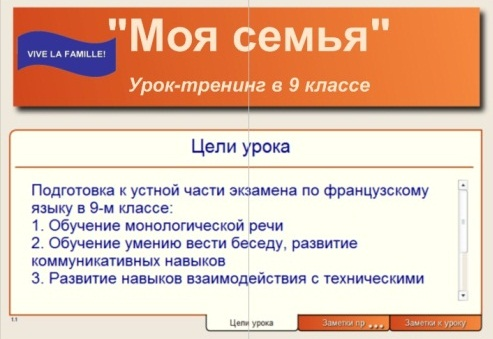 "Моя семья"
VIVE LA FAMILLE!
Урок-тренинг в 9 классе
Цели урока
Подготовка к устной части экзамена по французскому
языку в 9-м классе:
1. Обучение монологической речи
2. Обучение умению вести беседу, развитие
коммуникативных навыков
3. Развитие навыков взаимодействия с техническими
Цели урока
Заметки пр ...
Заметки к уроку